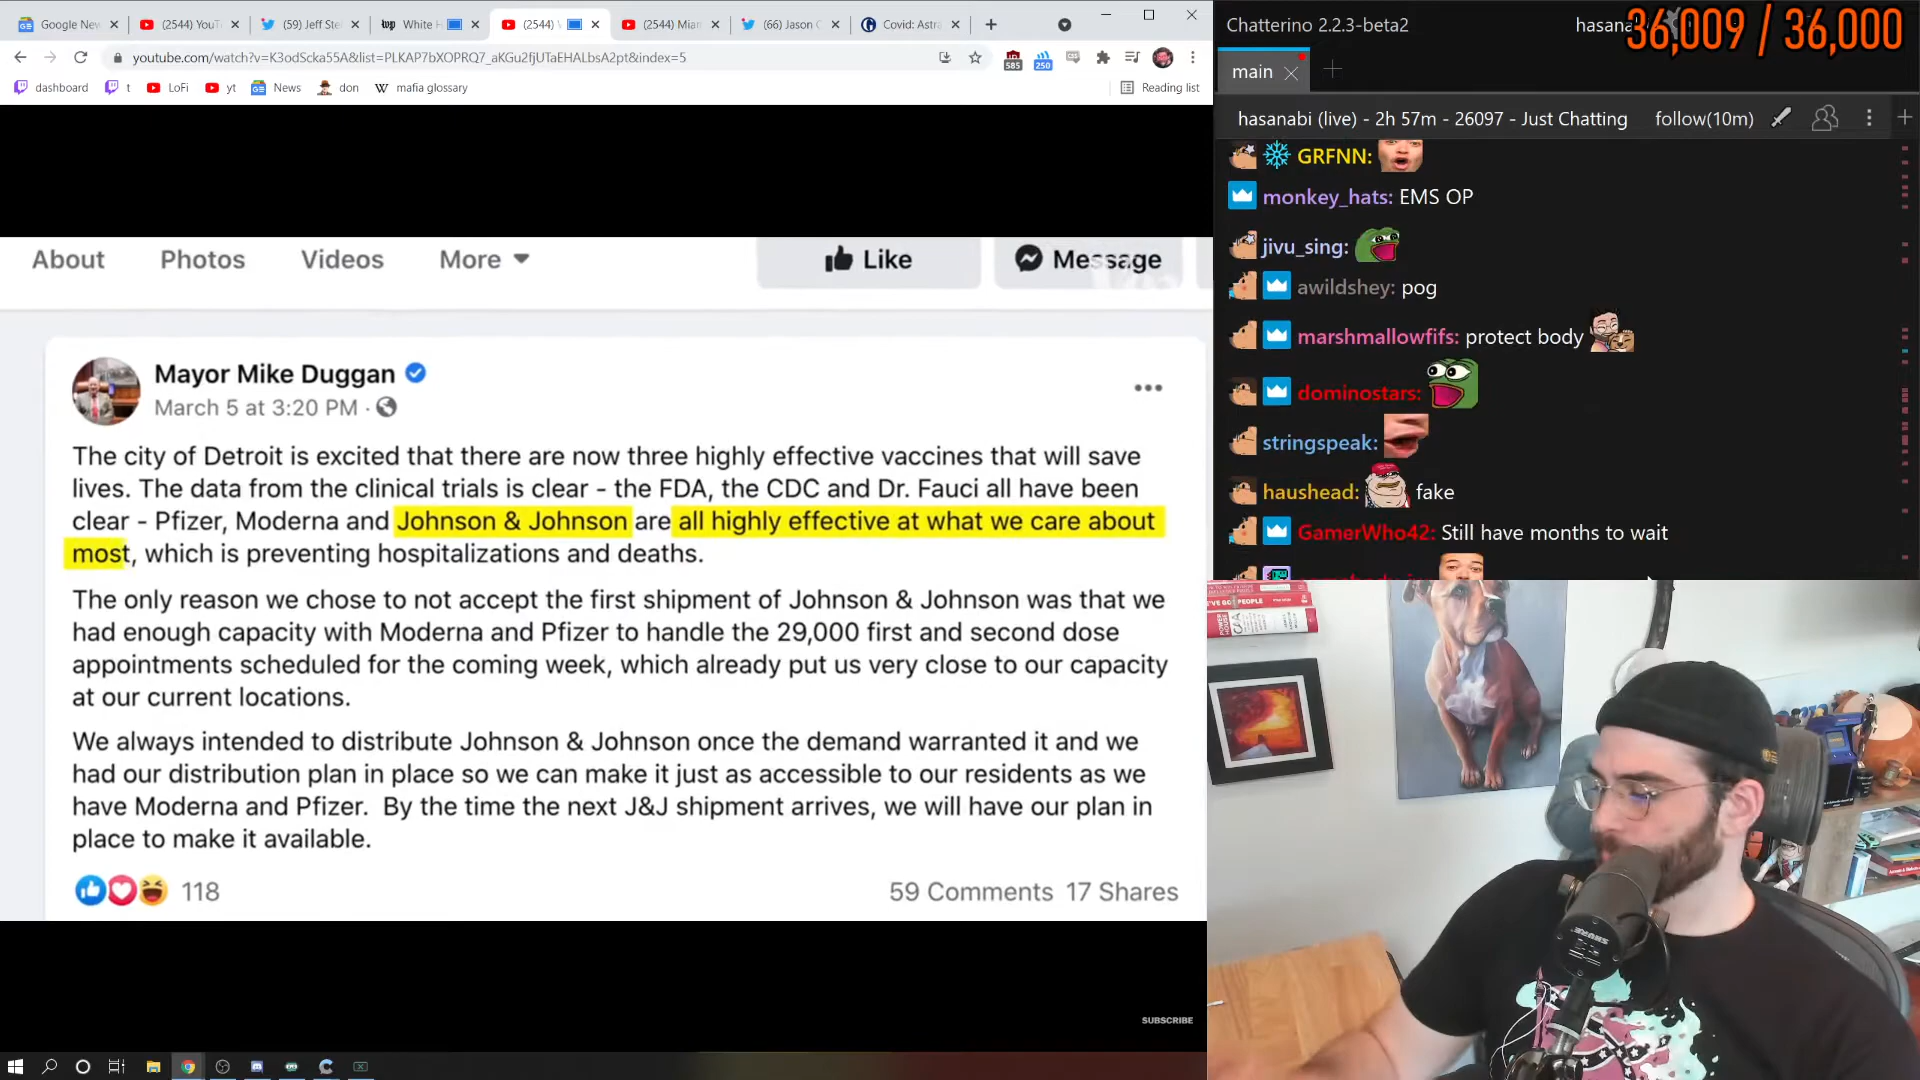 Google New
(2544) YouT
(59) Jeff Ste
White H
(2544)
(2544) Miam
(66) Jason C
Covid: Astra
youtube.com/watch?v=K3odScka55A&list=PLKAP7bXOPRQ7_aKGu2fjUTaEHALbsA2pt&index=5
585
250
dashboard
t
LoFi
yt
News
don
mafia glossary
Reading list
About
Photos
Videos
More
Like
Message
Mayor Mike Duggan
March 5 at 3:20 PM ·
The city of Detroit is excited that there are now three highly effective vaccines that will save
lives. The data from the clinical trials is clear - the FDA, the CDC and Dr. Fauci all have been
clear - Pfizer, Moderna and Johnson & Johnson are all highly effective at what we care about
most, which is preventing hospitalizations and deaths.
The only reason we chose to not accept the first shipment of Johnson & Johnson was that we
had enough capacity with Moderna and Pfizer to handle the 29,000 first and second dose
appointments scheduled for the coming week, which already put us very close to our capacity
at our current locations.
We always intended to distribute Johnson & Johnson once the demand warranted it and we
had our distribution plan in place so we can make it just as accessible to our residents as we
have Moderna and Pfizer. By the time the next J&J shipment arrives, we will have our plan in
place to make it available.
118
59 Comments 17 Shares
SUBSCRIBE
Chatterino 2.2.3-beta2
hasana
36,009 / 36,000
main
hasanabi (live) - 2h 57m - 26097 - Just Chatting
follow(10m)
GRFNN:
monkey_hats: EMS OP
jivu_sing:
awildshey: pog
marshmallowfifs: protect body
dominostars:
stringspeak:
haushead: fake
GamerWho42: Still have months to wait
PEOPLE
SHURE